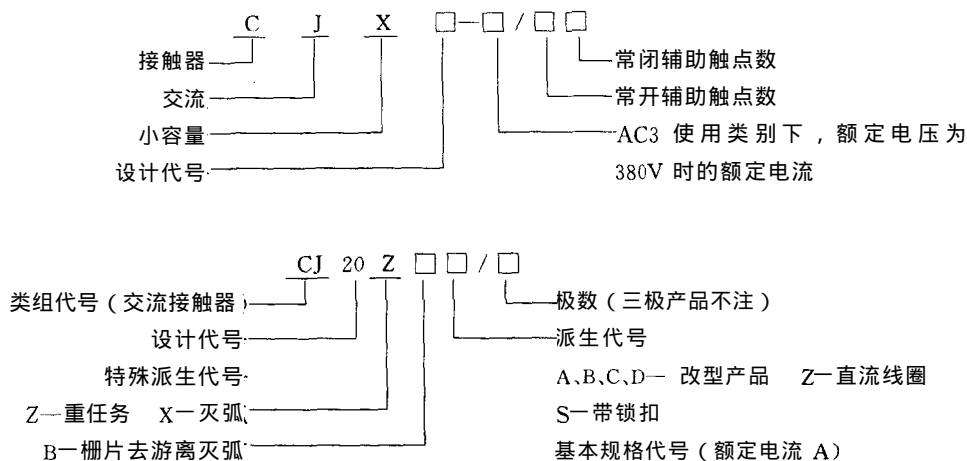 C J X □—□/□□
接触器 常闭辅助触点数
交流 常开辅助触点数
小容量 AC3 使用类别下，额定电压为
设计代号 380V 时的额定电流
CJ 20 Z □□/□
类组代号（交流接触器） 极数（三极产品不注）
设计代号 派生代号
特殊派生代号 A、B、C、D— 改型产品 Z—直流线圈
Z—重任务 X—灭弧 S—带锁扣
B—栅片去游离灭弧 基本规格代号（额定电流 A）